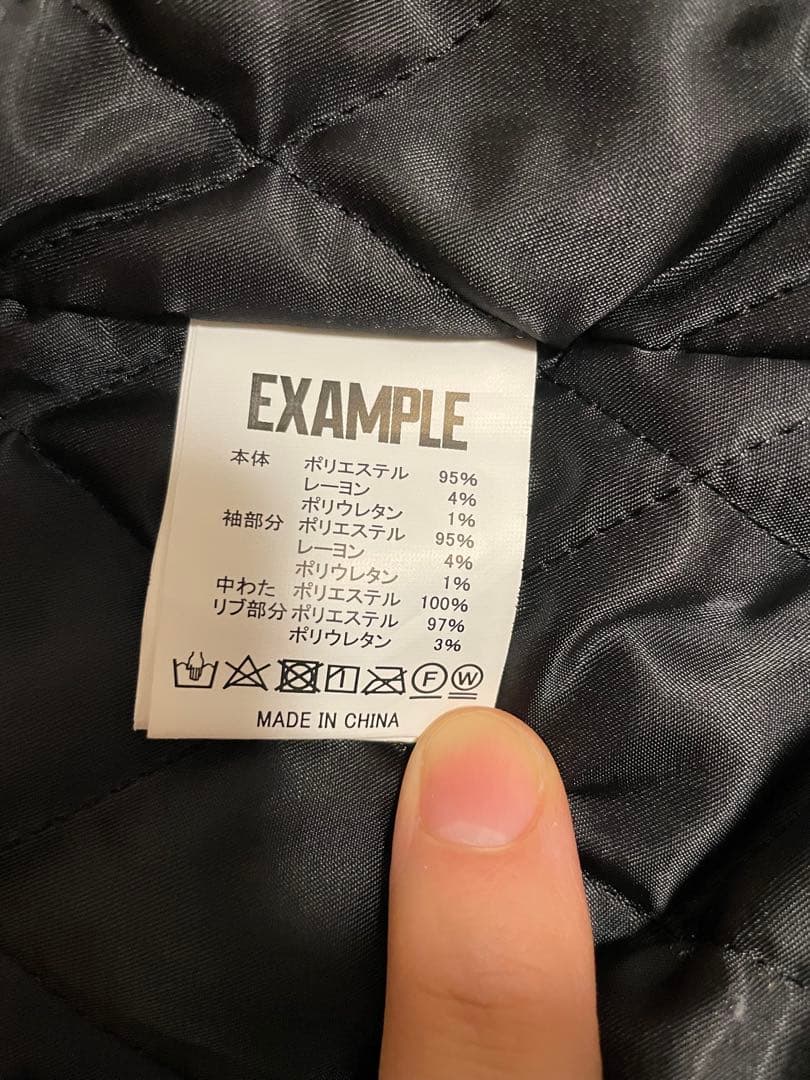 EXAMPLE
本体 ポリエステル 95%
レーヨン 4%
ポリウレタン 1%
袖部分 ポリエステル 95%
レーヨン 4%
ポリウレタン 1%
中わた ポリエステル 100%
リブ部分 ポリエステル 97%
ポリウレタン 3%
F W
MADE IN CHINA